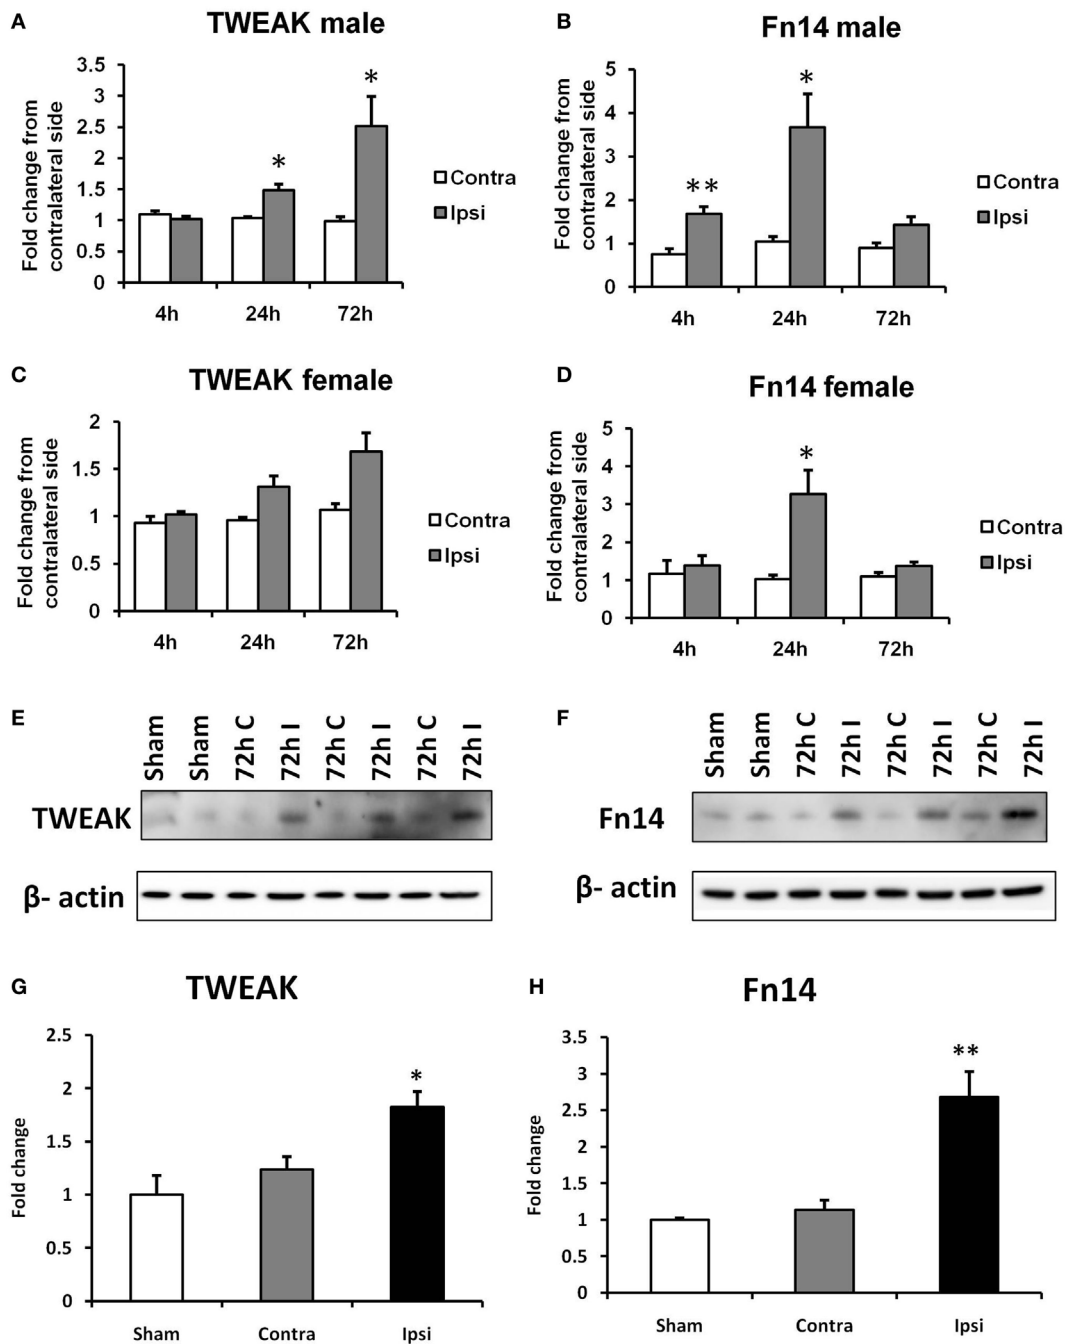 A
TWEAK male
Fold change from
contralateral side
3.5
3
2.5
2
1.5
1
0.5
0
*
*
4h 24h 72h
Contra
Ipsi
B
Fn14 male
Fold change from
contralateral side
5
4
3
2
1
0
**
*
4h 24h 72h
Contra
Ipsi
C
TWEAK female
Fold change from
contralateral side
2
1.5
1
0.5
0
4h 24h 72h
Contra
Ipsi
D
Fn14 female
Fold change from
contralateral side
5
4
3
2
1
0
*
4h 24h 72h
Contra
Ipsi
E
Sham Sham 72h C 72h I 72h C 72h I 72h C 72h I
TWEAK
β- actin
F
Sham Sham 72h C 72h I 72h C 72h I 72h C 72h I
Fn14
β- actin
G
TWEAK
Fold change
2.5
2
1.5
1
0.5
0
*
Sham Contra Ipsi
H
Fn14
Fold change
3.5
3
2.5
2
1.5
1
0.5
0
**
Sham Contra Ipsi